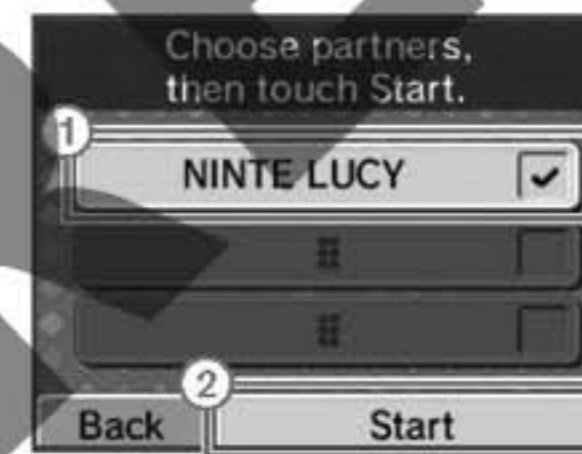 Choose partners,
then touch Start.
1
NINTE LUCY
2
Back
Start